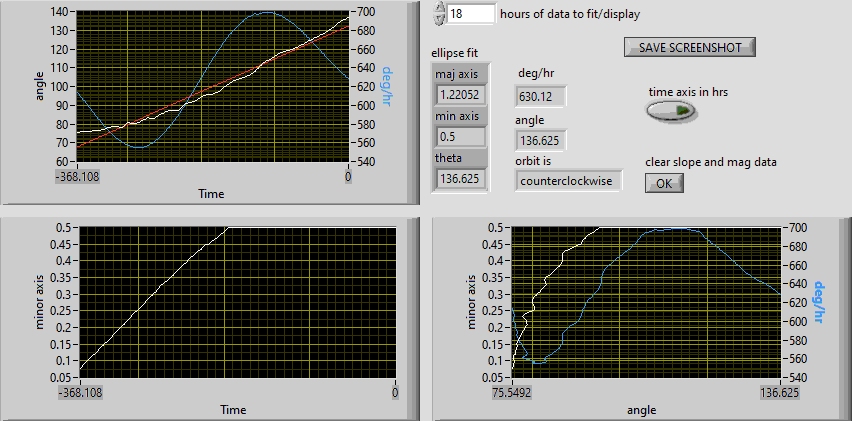 140
130
120
110
100
90
80
70
60
angle
700
680
660
640
620
600
580
560
540
deg/hr
-368.108
0
Time
18
hours of data to fit/display
SAVE SCREENSHOT
ellipse fit
maj axis
1.22052
min axis
0.5
theta
136.625
deg/hr
630.12
angle
136.625
orbit is
counterclockwise
time axis in hrs
clear slope and mag data
OK
0.5
0.45
0.4
0.35
0.3
0.25
0.2
0.15
0.1
0.05
minor axis
-368.108
0
Time
0.5
0.45
0.4
0.35
0.3
0.25
0.2
0.15
0.1
0.05
minor axis
700
680
660
640
620
600
580
560
540
deg/hr
75.5492
136.625
angle